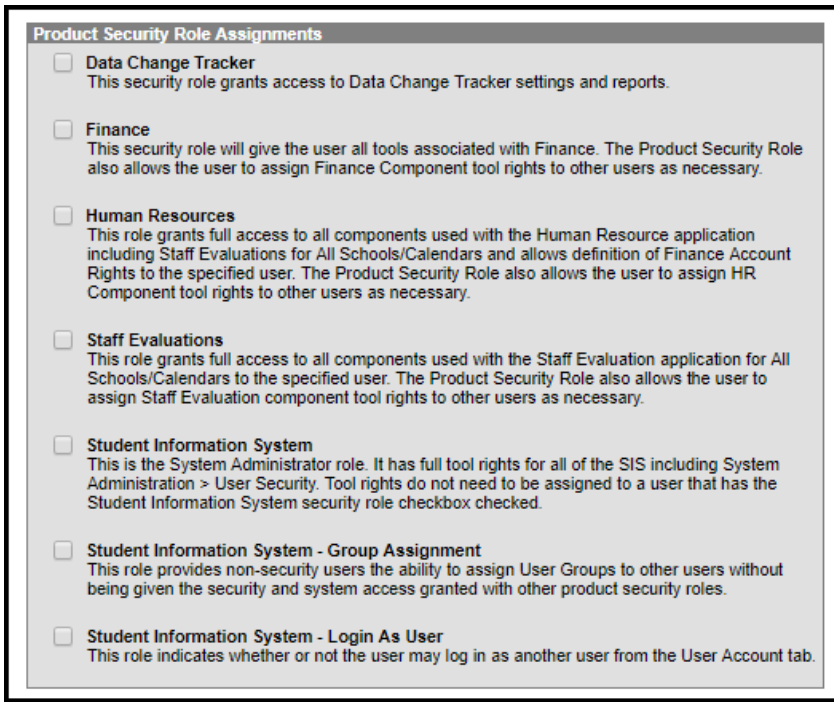 Product Security Role Assignments
Data Change Tracker
This security role grants access to Data Change Tracker settings and reports.
Finance
This security role will give the user all tools associated with Finance. The Product Security Role
also allows the user to assign Finance Component tool rights to other users as necessary.
Human Resources
This role grants full access to all components used with the Human Resource application
including Staff Evaluations for All Schools/Calendars and allows definition of Finance Account
Rights to the specified user. The Product Security Role also allows the user to assign HR
Component tool rights to other users as necessary.
Staff Evaluations
This role grants full access to all components used with the Staff Evaluation application for All
Schools/Calendars to the specified user. The Product Security Role also allows the user to
assign Staff Evaluation component tool rights to other users as necessary.
Student Information System
This is the System Administrator role. It has full tool rights for all of the SIS including System
Administration > User Security. Tool rights do not need to be assigned to a user that has the
Student Information System security role checkbox checked.
Student Information System - Group Assignment
This role provides non-security users the ability to assign User Groups to other users without
being given the security and system access granted with other product security roles.
Student Information System - Login As User
This role indicates whether or not the user may log in as another user from the User Account tab.